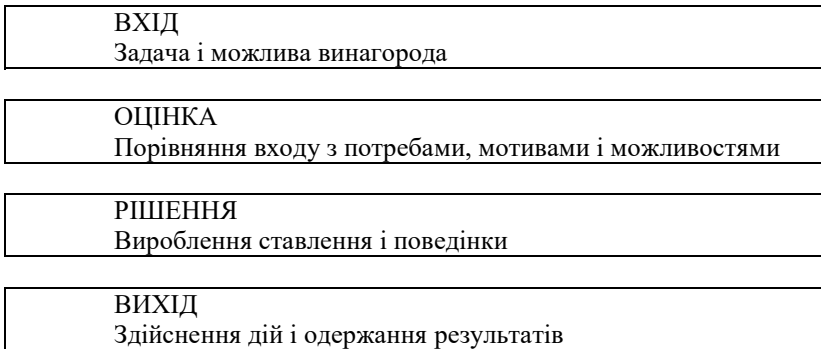 ВХІД
Задача і можлива винагорода
ОЦІНКА
Порівняння входу з потребами, мотивами і можливостями
РІШЕННЯ
Вироблення ставлення і поведінки
ВИХІД
Здійснення дій і одержання результатів